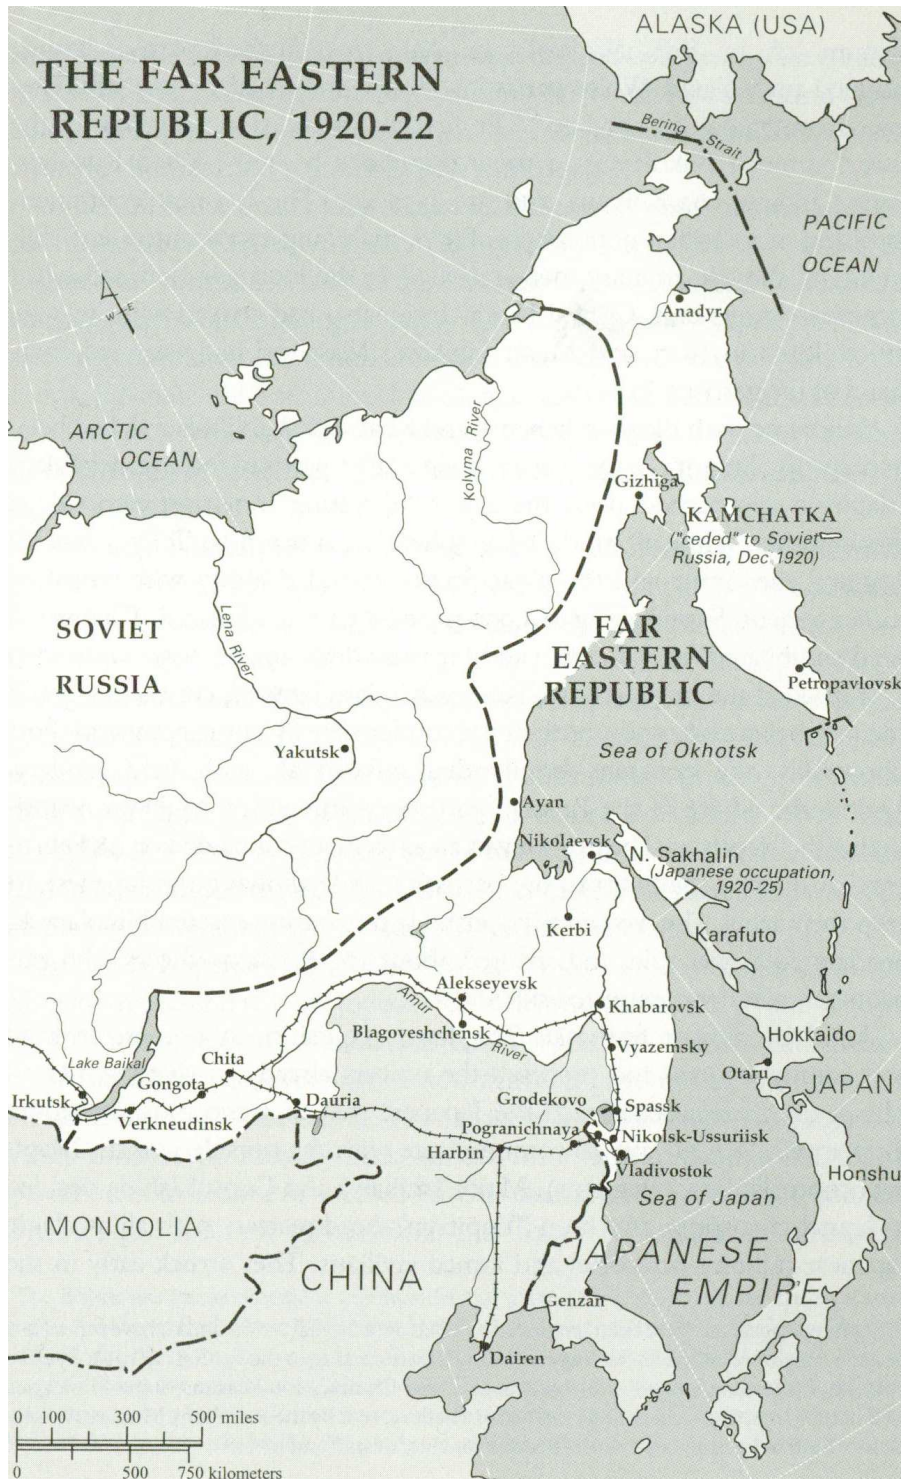 ALASKA (USA)
THE FAR EASTERN
REPUBLIC, 1920-22
Bering Strait
PACIFIC
OCEAN
W E
Anadyr
ARCTIC
OCEAN
Kolyma River
Gizhiga
KAMCHATKA
("ceded" to Soviet
Russia, Dec 1920)
Lena River
SOVIET
RUSSIA
FAR
EASTERN
REPUBLIC
Petropavlovsk
Yakutsk
Sea of Okhotsk
Ayan
Nikolaevsk
N. Sakhalin
(Japanese occupation,
1920-25)
Kerbi
Karafuto
Alekseyevsk
Amur River
Khabarovsk
Blagoveshchensk
Hokkaido
Vyazemsky
Lake Baikal
Chita
Otaru
Gongota
JAPAN
Irkutsk
Dauria
Grodekovo
Spassk
Verkneudinsk
Pogranichnaya
Nikolsk-Ussuriisk
Harbin
Vladivostok
Honshu
MONGOLIA
Sea of Japan
CHINA
JAPANESE
EMPIRE
Genzan
Dairen
0 100 300 500 miles
0 500 750 kilometers